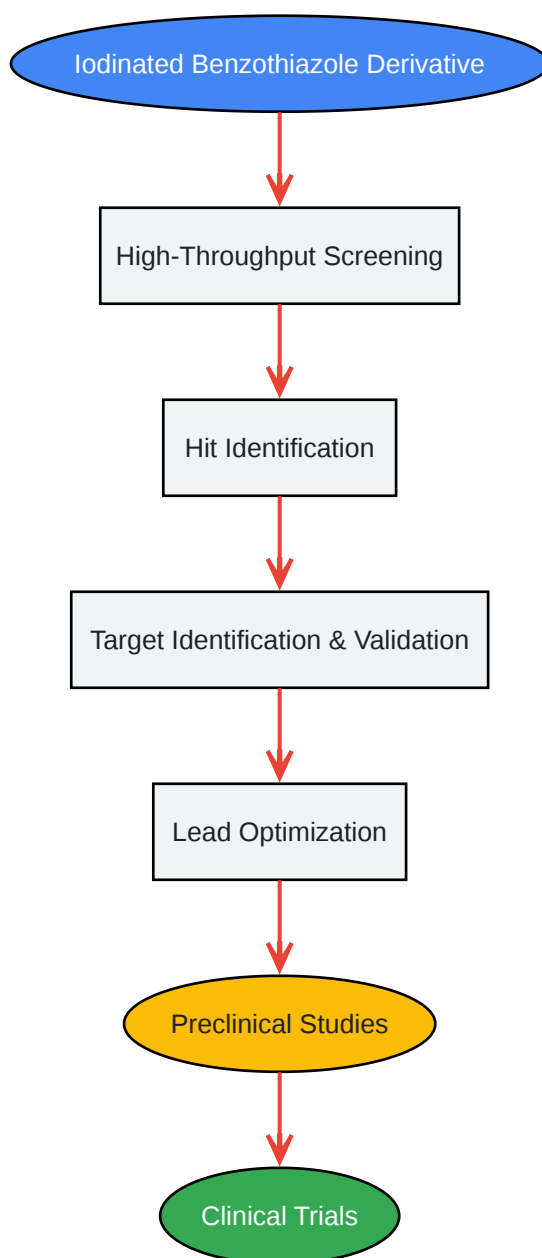 Iodinated Benzothiazole Derivative
High-Throughput Screening
Hit Identification
Target Identification & Validation
Lead Optimization
Preclinical Studies
Clinical Trials